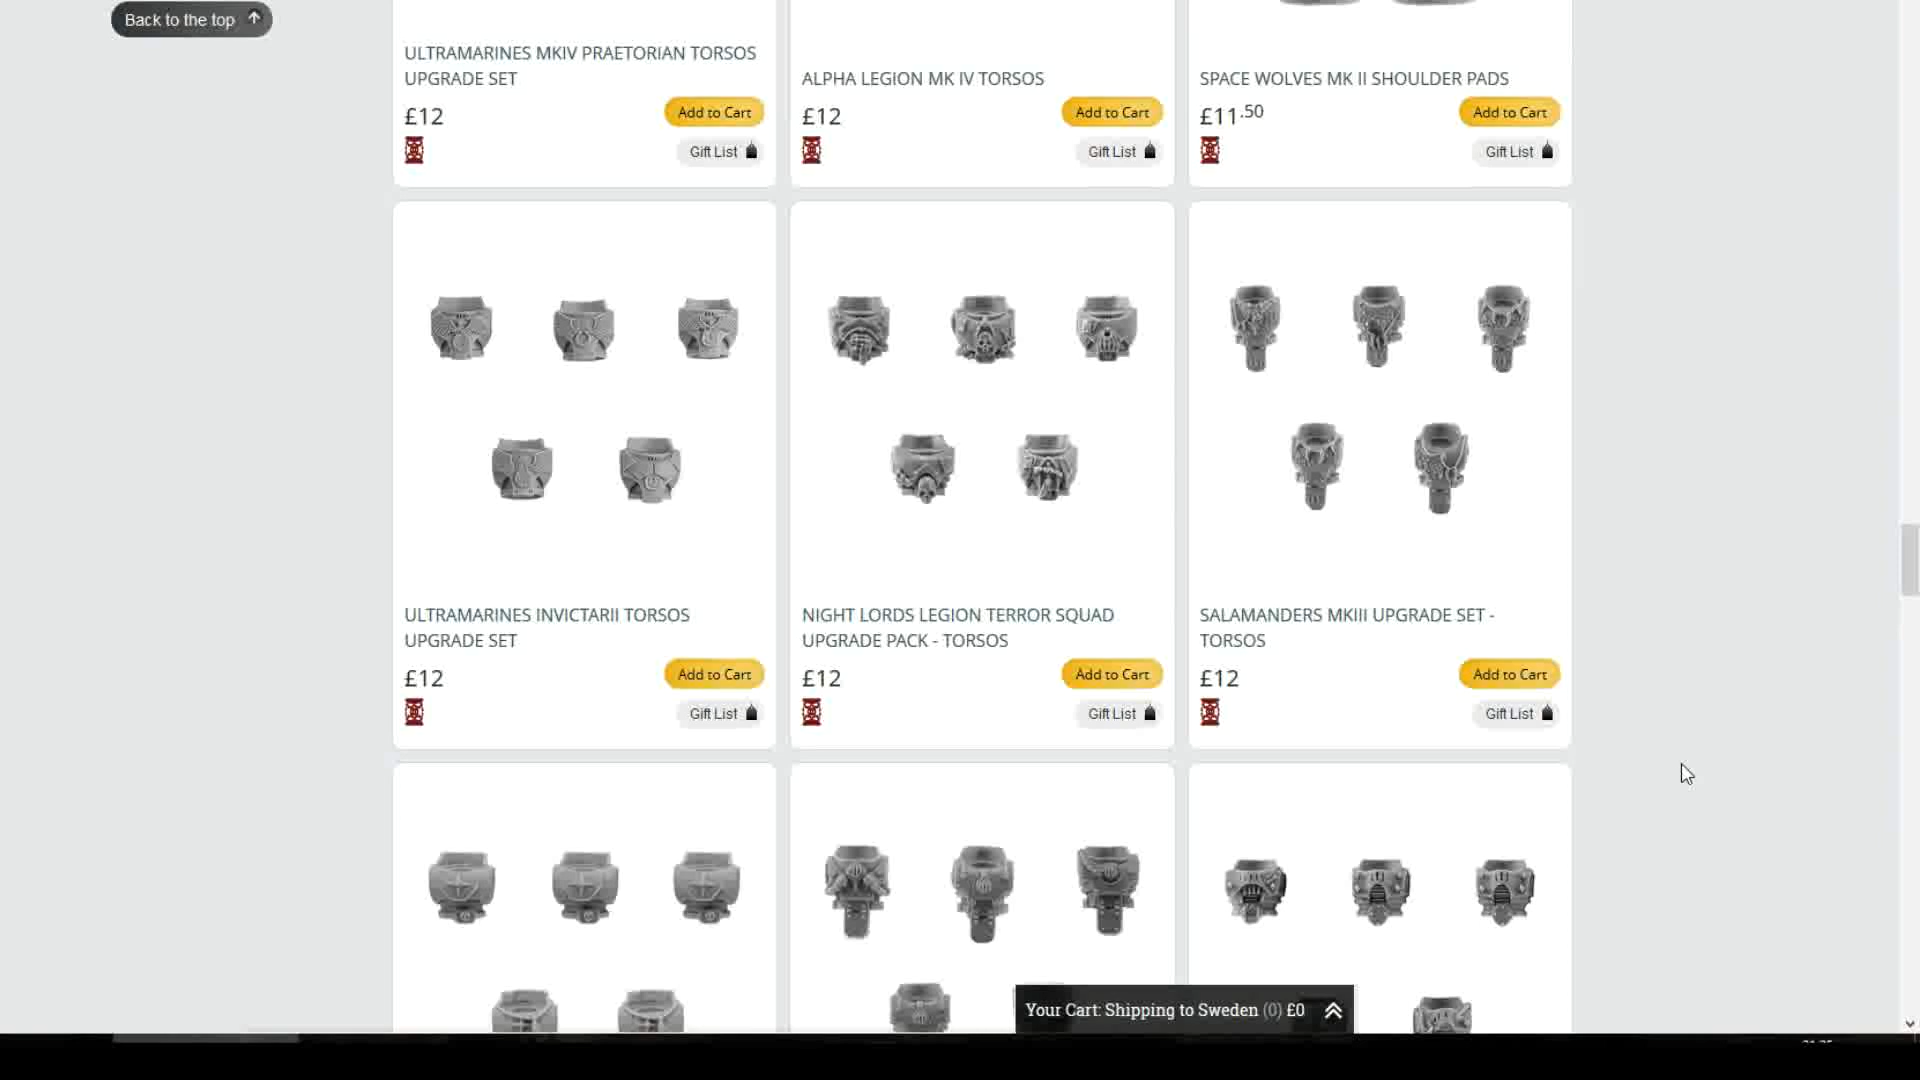 Back to the top
ULTRAMARINES MKIV PRAETORIAN TORSOS
UPGRADE SET
£12
Add to Cart
Gift List
ALPHA LEGION MK IV TORSOS
£12
Add to Cart
Gift List
SPACE WOLVES MK II SHOULDER PADS
£11.50
Add to Cart
Gift List
ULTRAMARINES INVICTARII TORSOS
UPGRADE SET
£12
Add to Cart
Gift List
NIGHT LORDS LEGION TERROR SQUAD
UPGRADE PACK - TORSOS
£12
Add to Cart
Gift List
SALAMANDERS MKIII UPGRADE SET -
TORSOS
£12
Add to Cart
Gift List
Your Cart: Shipping to Sweden (0) £0